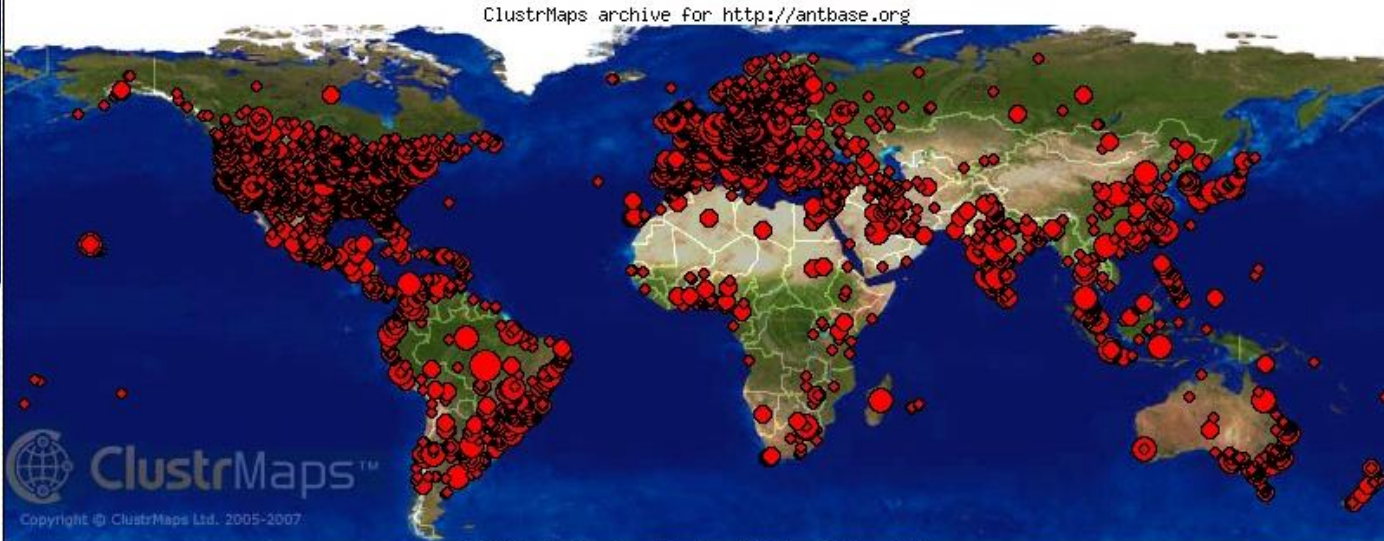 ClustrMaps archive for http://antbase.org
ClustrMaps™
Copyright © ClustrMaps Ltd. 2005-2007